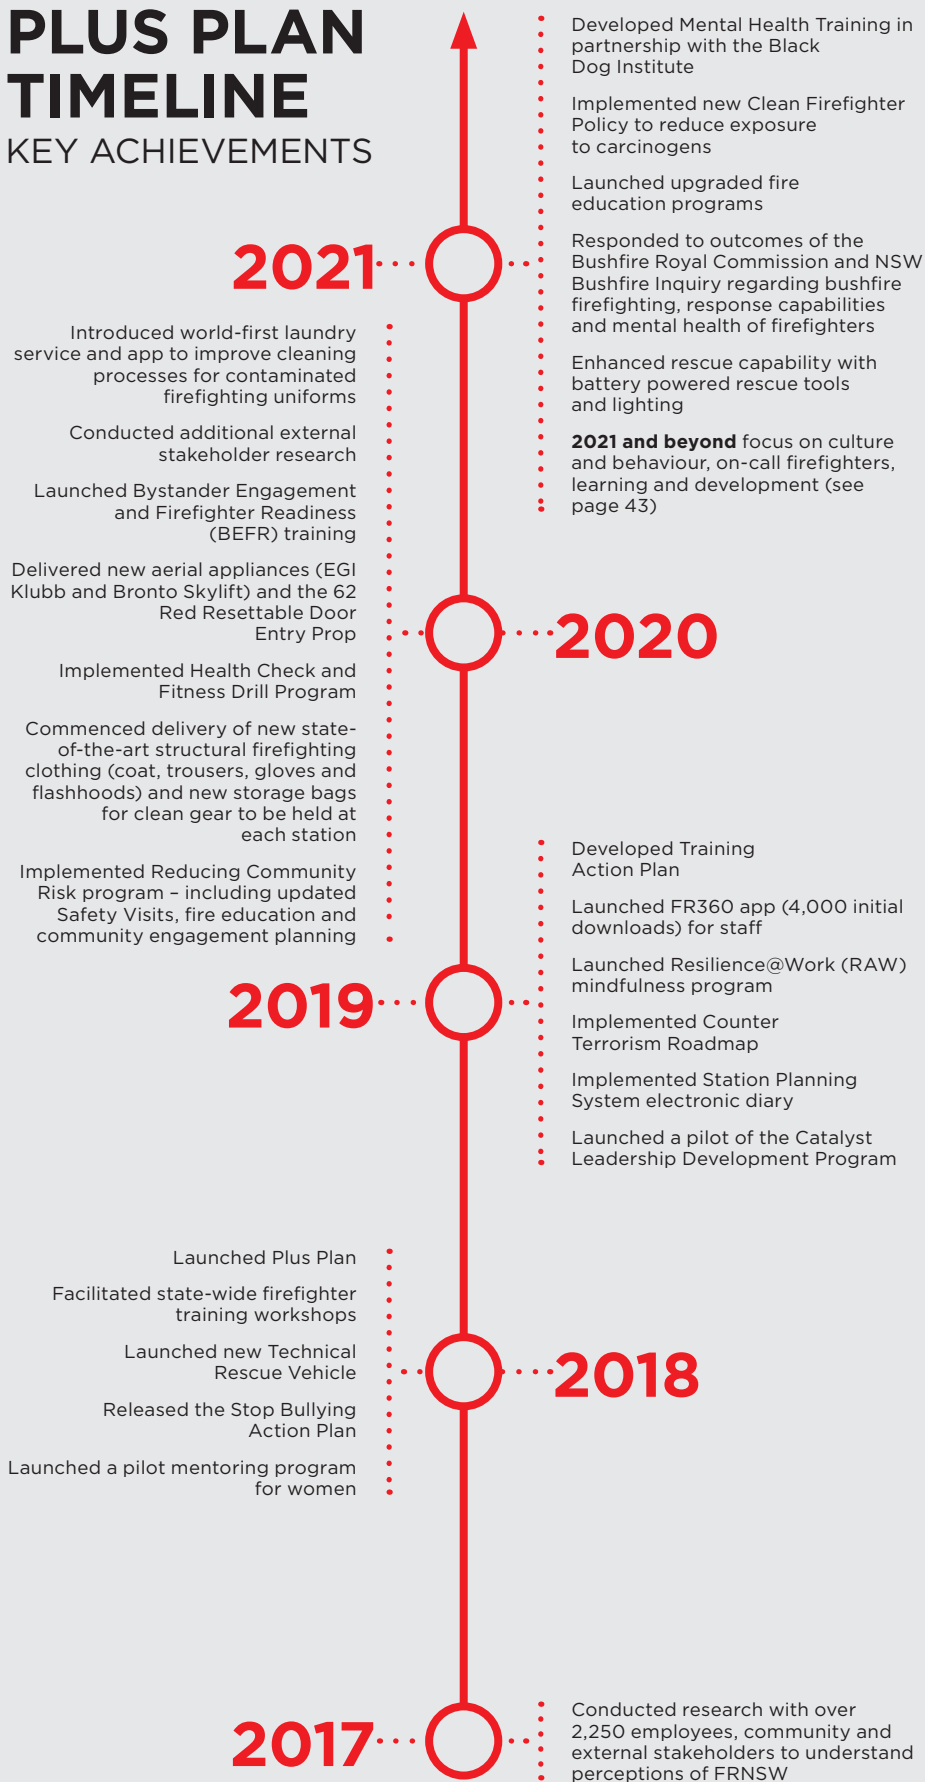 PLUS PLAN
TIMELINE
KEY ACHIEVEMENTS
2021
Developed Mental Health Training in
partnership with the Black
Dog Institute
Implemented new Clean Firefighter
Policy to reduce exposure
to carcinogens
Launched upgraded fire
education programs
Responded to outcomes of the
Bushfire Royal Commission and NSW
Bushfire Inquiry regarding bushfire
firefighting, response capabilities
and mental health of firefighters
Enhanced rescue capability with
battery powered rescue tools
and lighting
2021 and beyond focus on culture
and behaviour, on-call firefighters,
learning and development (see
page 43)
2020
Introduced world-first laundry
service and app to improve cleaning
processes for contaminated
firefighting uniforms
Conducted additional external
stakeholder research
Launched Bystander Engagement
and Firefighter Readiness
(BEFR) training
Delivered new aerial appliances (EGI
Klubb and Bronto Skylift) and the 62
Red Resettable Door
Entry Prop
Implemented Health Check and
Fitness Drill Program
Commenced delivery of new state-
of-the-art structural firefighting
clothing (coat, trousers, gloves and
flashhoods) and new storage bags
for clean gear to be held at
each station
Implemented Reducing Community
Risk program – including updated
Safety Visits, fire education and
community engagement planning
2019
Developed Training
Action Plan
Launched FR360 app (4,000 initial
downloads) for staff
Launched Resilience@Work (RAW)
mindfulness program
Implemented Counter
Terrorism Roadmap
Implemented Station Planning
System electronic diary
Launched a pilot of the Catalyst
Leadership Development Program
2018
Launched Plus Plan
Facilitated state-wide firefighter
training workshops
Launched new Technical
Rescue Vehicle
Released the Stop Bullying
Action Plan
Launched a pilot mentoring program
for women
2017
Conducted research with over
2,250 employees, community and
external stakeholders to understand
perceptions of FRNSW